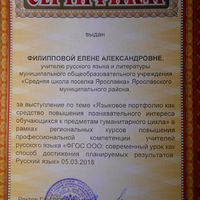 СЕРТИФИКАТ
выдан
ФИЛИППОВОЙ ЕЛЕНЕ АЛЕКСАНДРОВНЕ,
учителю русского языка и литературы
муниципального общеобразовательного учреждения
«Средняя школа поселка Ярославка» Ярославского
муниципального района.
за выступление по теме «Языковое портфолио как
средство повышения познавательного интереса
обучающихся к предметам гуманитарного цикла» в
рамках региональных курсов повышения
профессиональной компетенции учителей
русского языка «ФГОС ООО: современный урок как
способ достижения планируемых результатов
Русский язык» 05.03.2018